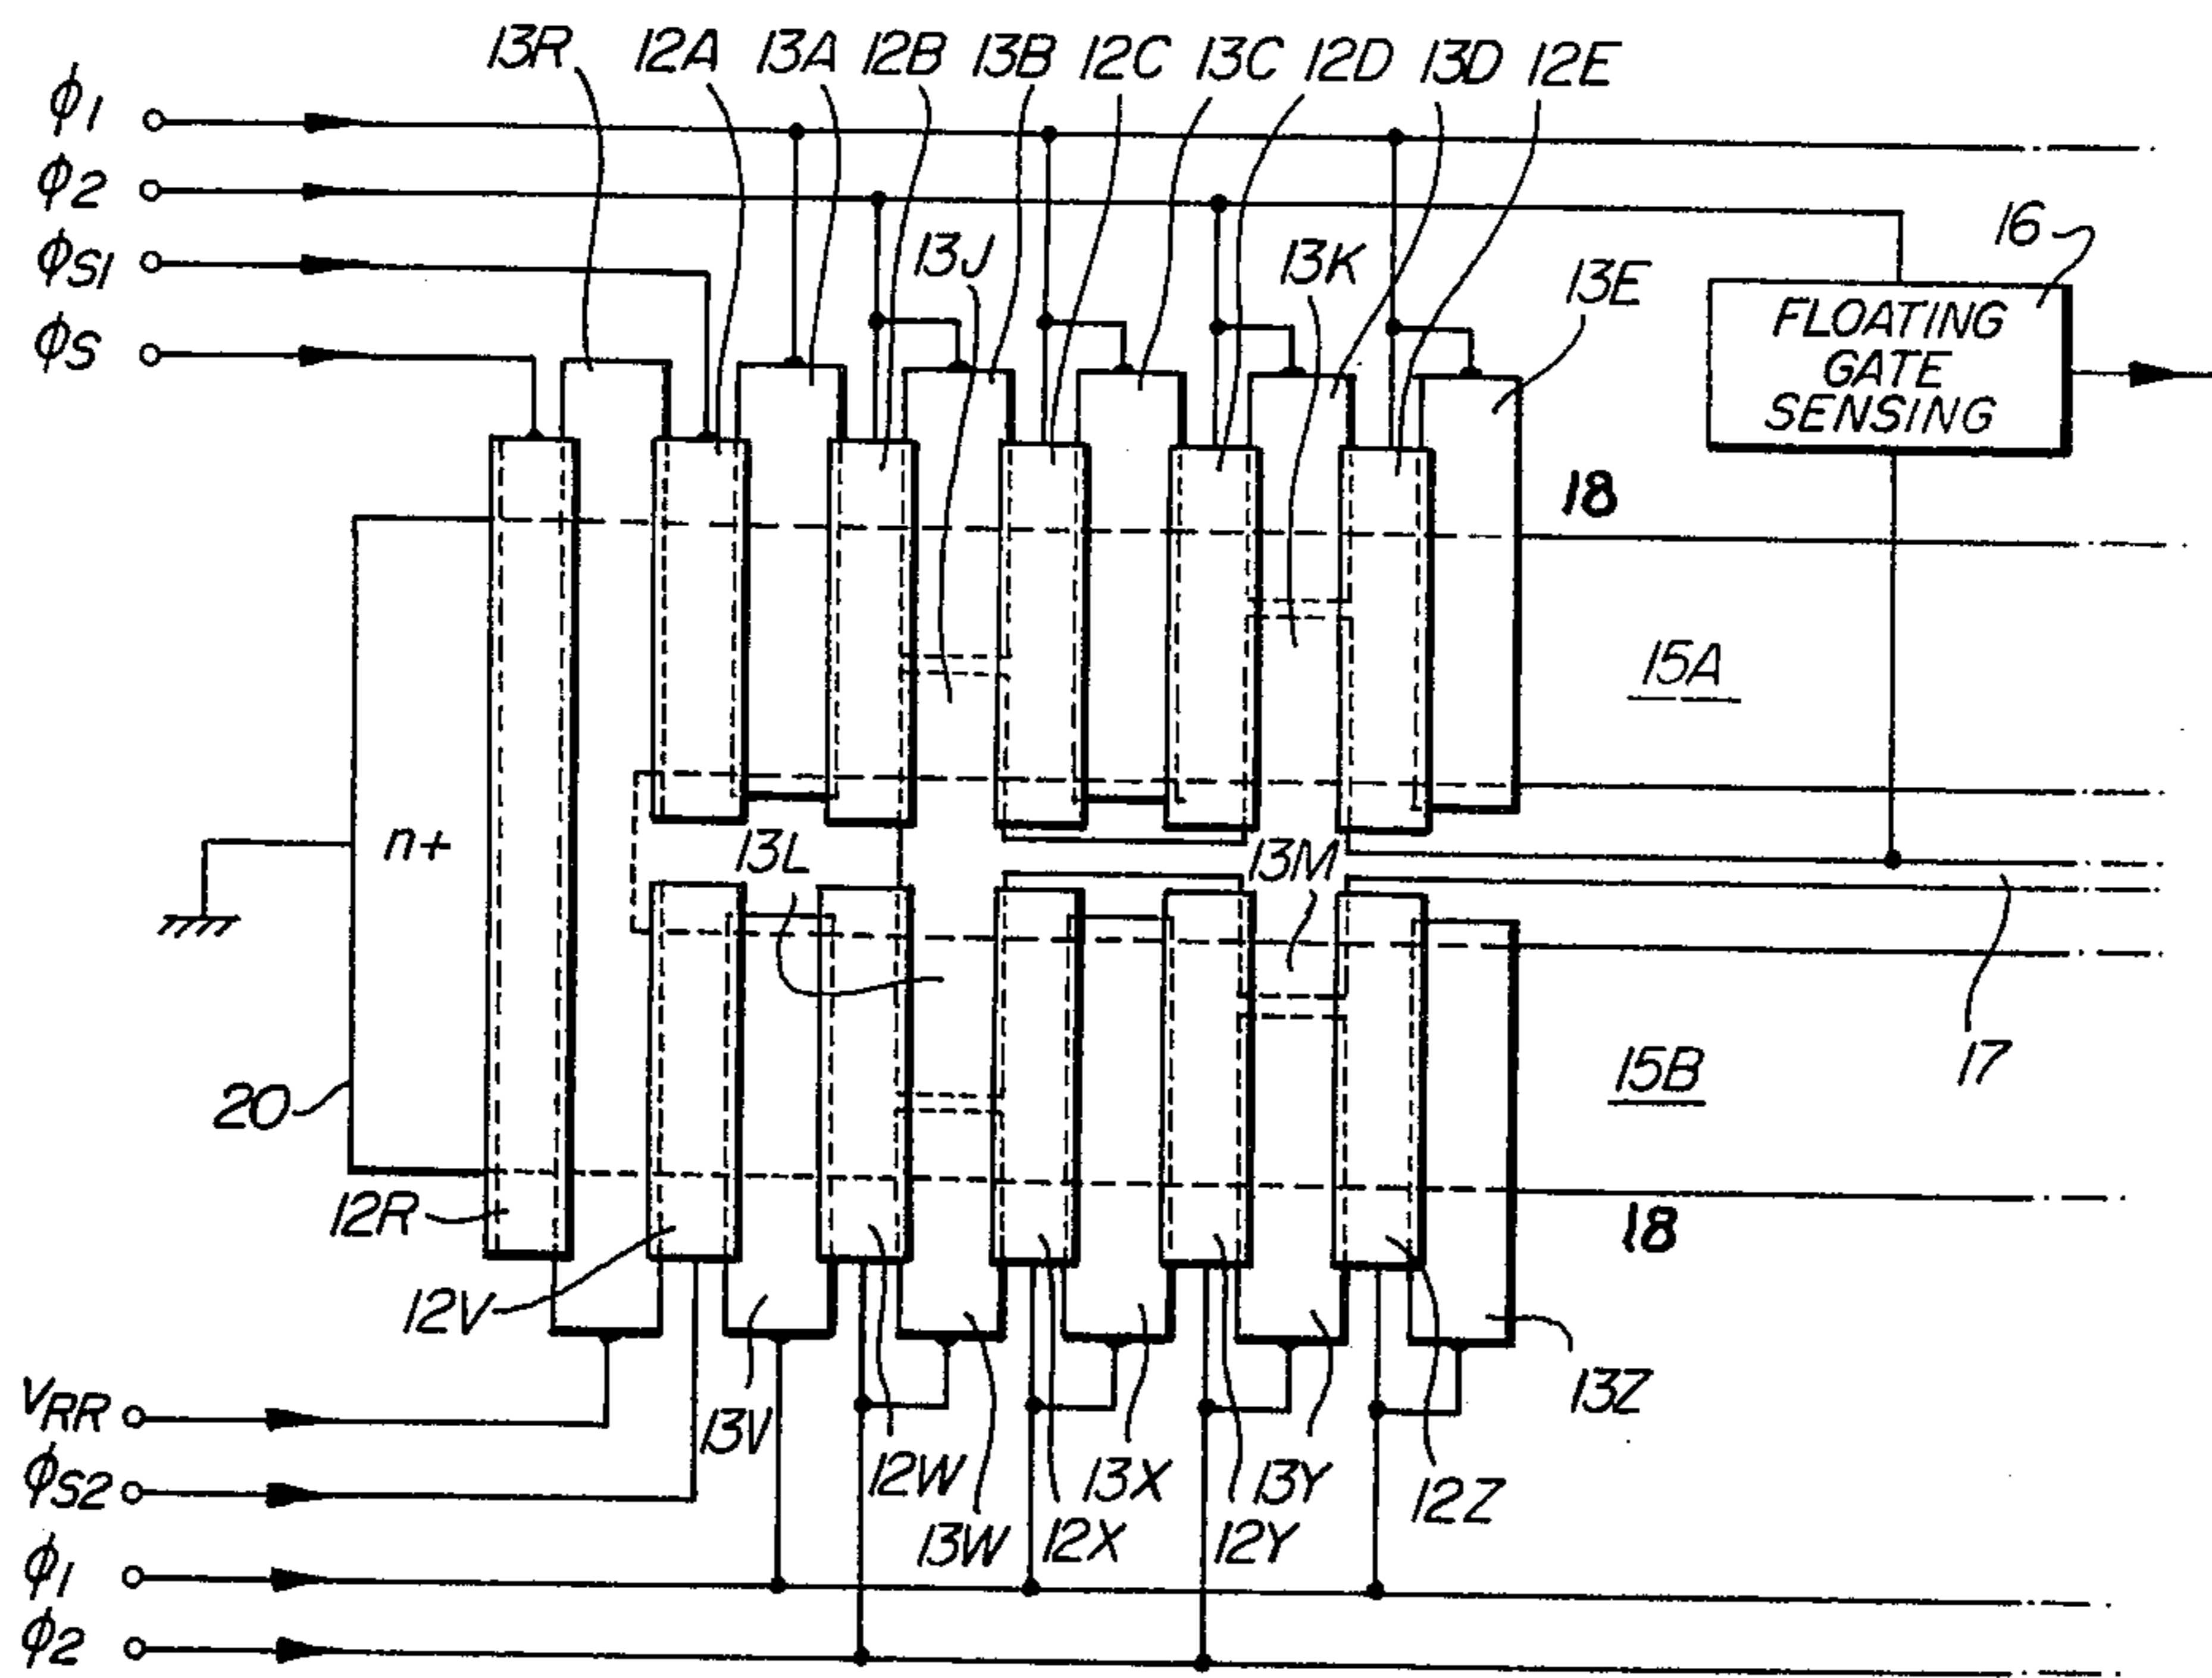 13R 12A 13A 12B 13B 12C 13C 12D 13D 12E
ϕ1
ϕ2
ϕS1
ϕS
13J 13K 13E 16
FLOATING
GATE
SENSING
18
15A
n+
13L 13M
15B
17
20
12R
18
12V
13V
12W
13W
12X
13X
12Y
13Y
12Z
13Z
VRR
ϕS2
ϕ1
ϕ2